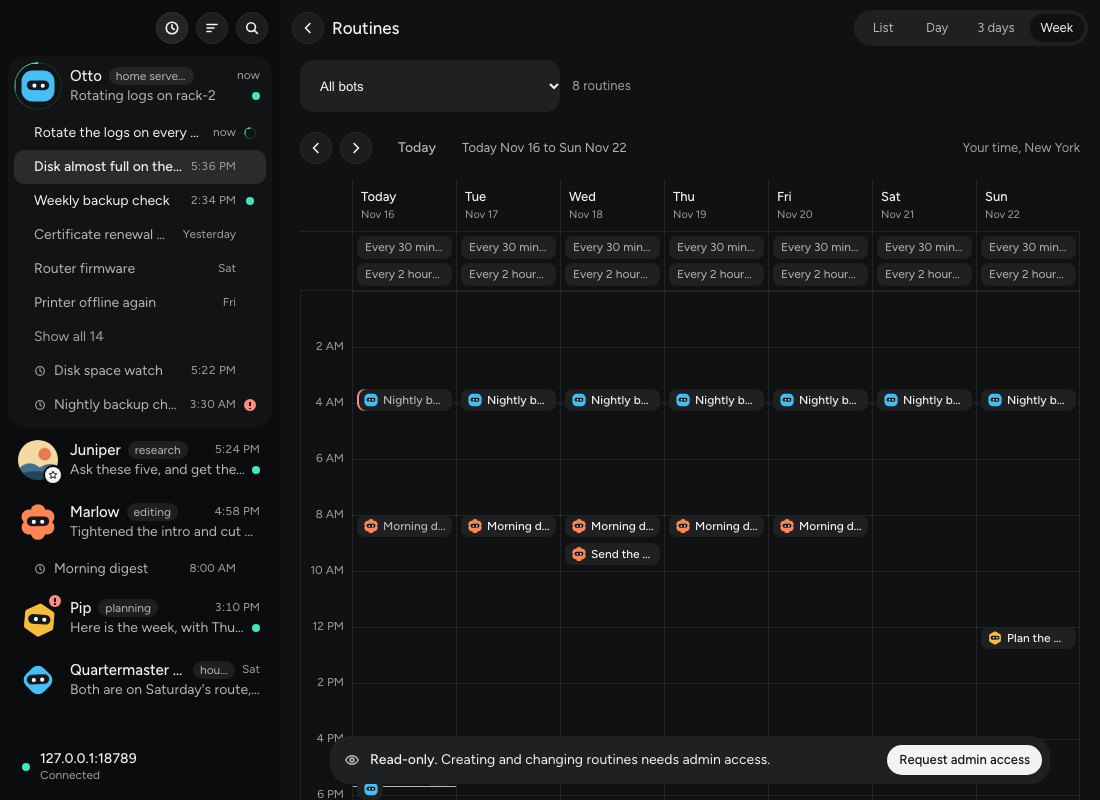 Otto home serve... now
Rotating logs on rack-2
Rotate the logs on every ... now
Disk almost full on the... 5:36 PM
Weekly backup check 2:34 PM
Certificate renewal ... Yesterday
Router firmware Sat
Printer offline again Fri
Show all 14
Disk space watch 5:22 PM
Nightly backup ch... 3:30 AM
Juniper research 5:24 PM
Ask these five, and get the...
Marlow editing 4:58 PM
Tightened the intro and cut ...
Morning digest 8:00 AM
Pip planning 3:10 PM
Here is the week, with Thu...
Quartermaster ... hou... Sat
Both are on Saturday's route,...
127.0.0.1:18789
Connected
Routines
List Day 3 days Week
All bots 8 routines
Today Today Nov 16 to Sun Nov 22 Your time, New York
Today Tue Wed Thu Fri Sat Sun
Nov 16 Nov 17 Nov 18 Nov 19 Nov 20 Nov 21 Nov 22
Every 30 min... Every 30 min... Every 30 min... Every 30 min... Every 30 min... Every 30 min... Every 30 min...
Every 2 hour... Every 2 hour... Every 2 hour... Every 2 hour... Every 2 hour... Every 2 hour... Every 2 hour...
2 AM
4 AM Nightly b... Nightly b... Nightly b... Nightly b... Nightly b... Nightly b... Nightly b...
6 AM
8 AM
Morning d... Morning d... Morning d... Morning d... Morning d...
Send the ...
10 AM
12 PM
Plan the ...
2 PM
4 PM
Read-only. Creating and changing routines needs admin access. Request admin access
6 PM